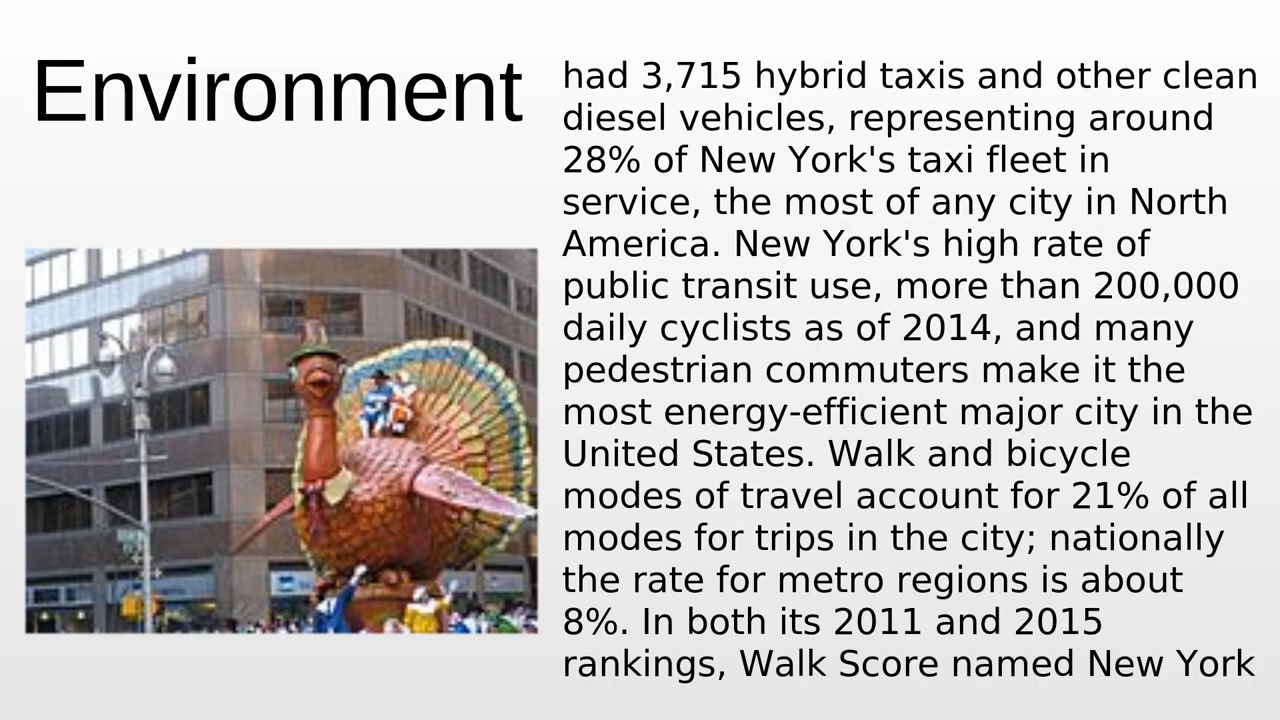 Environment
had 3,715 hybrid taxis and other clean
diesel vehicles, representing around
28% of New York's taxi fleet in
service, the most of any city in North
America. New York's high rate of
public transit use, more than 200,000
daily cyclists as of 2014, and many
pedestrian commuters make it the
most energy-efficient major city in the
United States. Walk and bicycle
modes of travel account for 21% of all
modes for trips in the city; nationally
the rate for metro regions is about
8%. In both its 2011 and 2015
rankings, Walk Score named New York